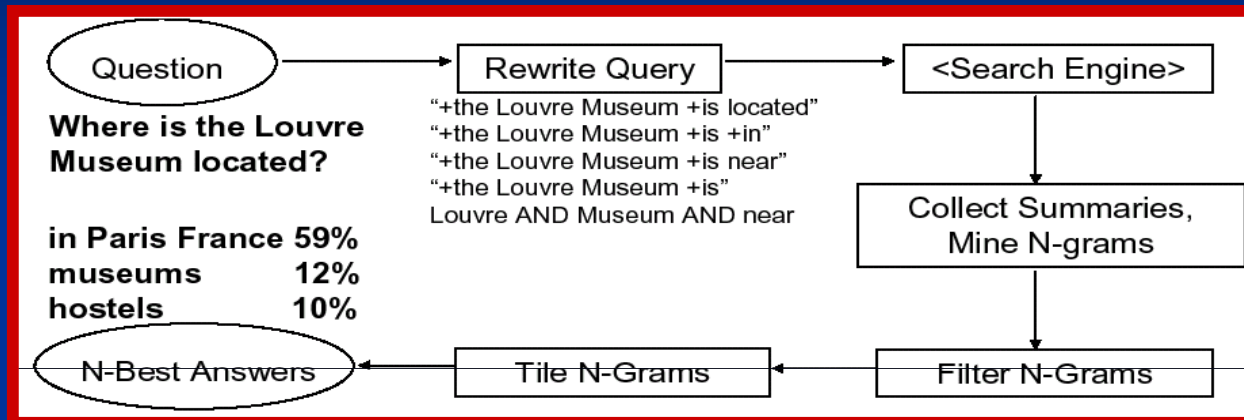 Question
Rewrite Query
<Search Engine>
Where is the Louvre
Museum located?
“+the Louvre Museum +is located”
“+the Louvre Museum +is +in”
“+the Louvre Museum +is near”
“+the Louvre Museum +is”
Louvre AND Museum AND near
Collect Summaries,
Mine N-grams
in Paris France 59%
museums 12%
hostels 10%
N-Best Answers
Tile N-Grams
Filter N-Grams